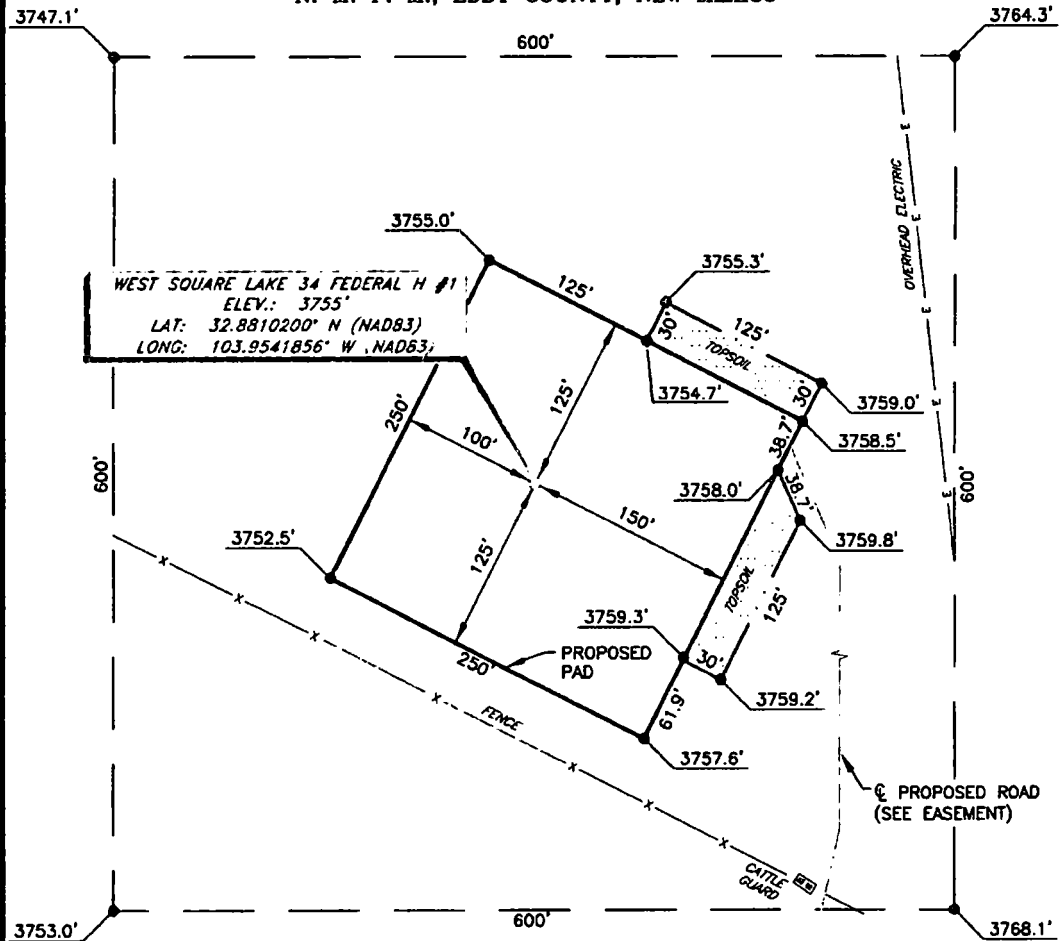 3747.1'
3764.3'
600'
OVERHEAD ELECTRIC
E
E
E
E
3755.0'
125'
3755.3'
30'
125'
TOPSOIL
WEST SQUARE LAKE 34 FEDERAL H #1
ELEV.: 3755'
LAT: 32.8810200° N (NAD83)
LONG: 103.9541856° W (NAD83)
3754.7'
30'
3759.0'
125'
3758.5'
38.7'
250'
100'
3758.0'
38.7'
600'
600'
150'
3759.8'
3752.5'
125'
TOPSOIL
125'
3759.3'
30'
PROPOSED
PAD
250'
3759.2'
61.9'
FENCE
3757.6'
℄ PROPOSED ROAD
(SEE EASEMENT)
CATTLE
GUARD
600'
3753.0'
3768.1'